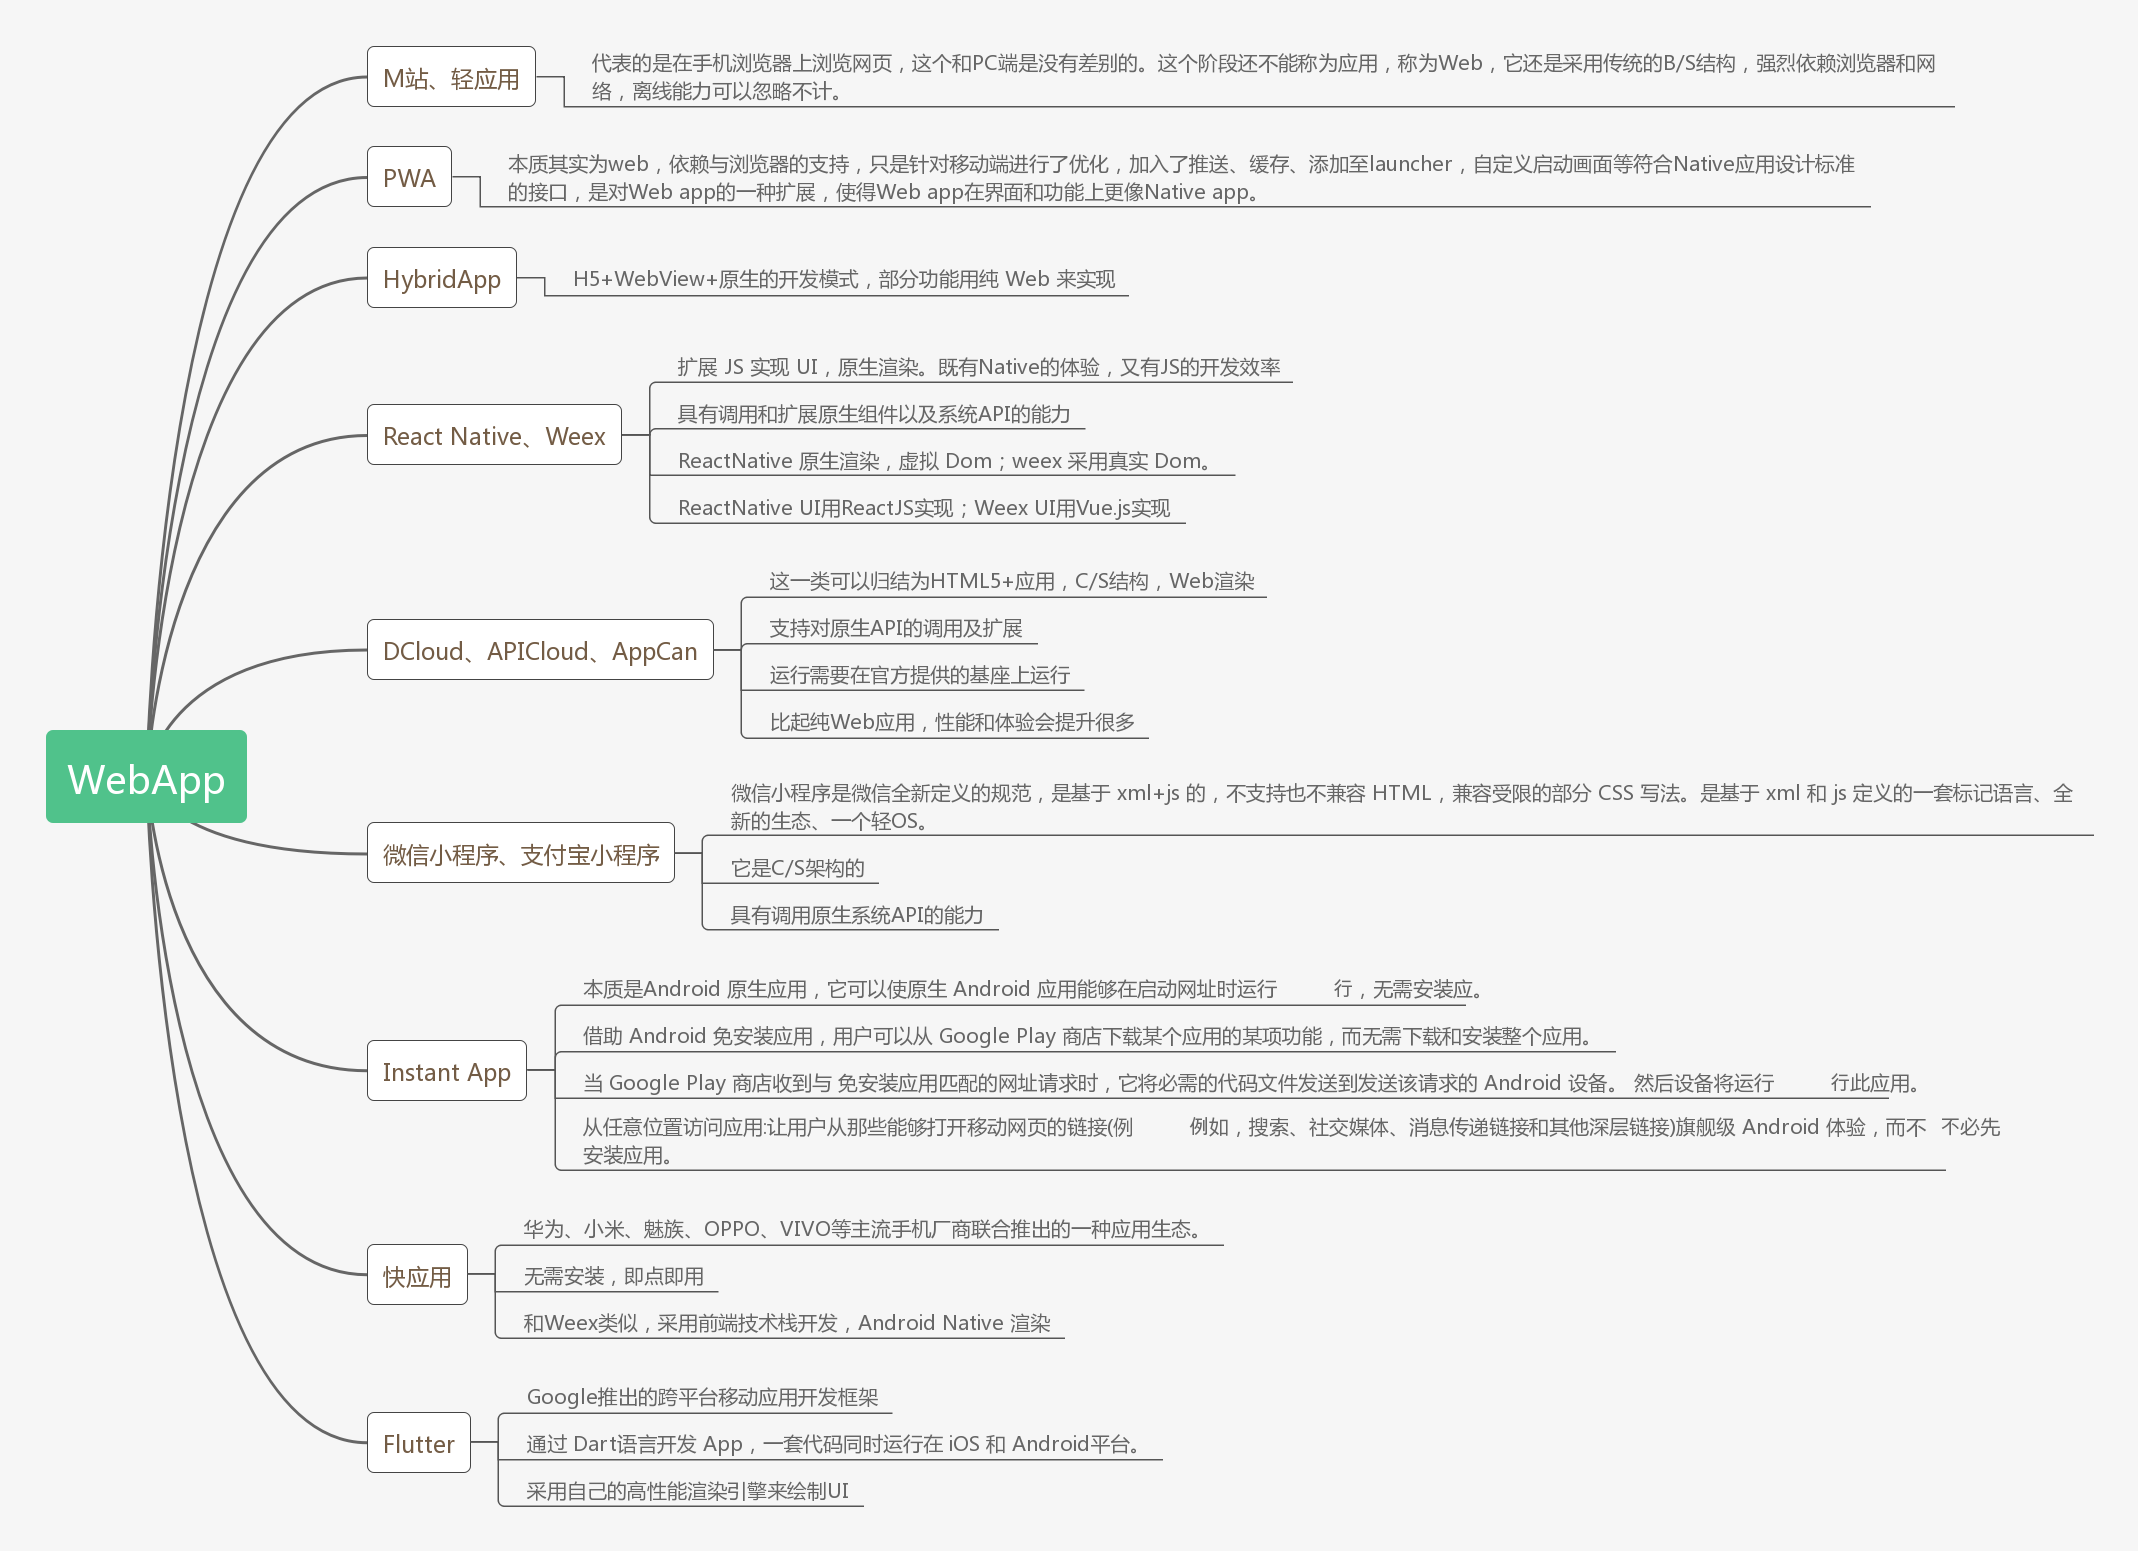 M站、轻应用
代表的是在手机浏览器上浏览网页，这个和PC端是没有差别的。这个阶段还不能称为应用，称为Web，它还是采用传统的B/S结构，强烈依赖浏览器和网
络，离线能力可以忽略不计。
PWA
本质其实为web，依赖与浏览器的支持，只是针对移动端进行了优化，加入了推送、缓存、添加至launcher，自定义启动画面等符合Native应用设计标准
的接口，是对Web app的一种扩展，使得Web app在界面和功能上更像Native app。
HybridApp
H5+WebView+原生的开发模式，部分功能用纯 Web 来实现
React Native、Weex
扩展 JS 实现 UI，原生渲染。既有Native的体验，又有JS的开发效率
具有调用和扩展原生组件以及系统API的能力
ReactNative 原生渲染，虚拟 Dom；weex 采用真实 Dom。
ReactNative UI用ReactJS实现；Weex UI用Vue.js实现
DCloud、APICloud、AppCan
这一类可以归结为HTML5+应用，C/S结构，Web渲染
支持对原生API的调用及扩展
运行需要在官方提供的基座上运行
比起纯Web应用，性能和体验会提升很多
WebApp
微信小程序、支付宝小程序
微信小程序是微信全新定义的规范，是基于 xml+js 的，不支持也不兼容 HTML，兼容受限的部分 CSS 写法。是基于 xml 和 js 定义的一套标记语言、全
新的生态、一个轻OS。
它是C/S架构的
具有调用原生系统API的能力
Instant App
本质是Android 原生应用，它可以使原生 Android 应用能够在启动网址时运行 行，无需安装应。
借助 Android 免安装应用，用户可以从 Google Play 商店下载某个应用的某项功能，而无需下载和安装整个应用。
当 Google Play 商店收到与 免安装应用匹配的网址请求时，它将必需的代码文件发送到发送该请求的 Android 设备。 然后设备将运行 行此应用。
从任意位置访问应用:让用户从那些能够打开移动网页的链接(例 例如，搜索、社交媒体、消息传递链接和其他深层链接)旗舰级 Android 体验，而不 不必先
安装应用。
快应用
华为、小米、魅族、OPPO、VIVO等主流手机厂商联合推出的一种应用生态。
无需安装，即点即用
和Weex类似，采用前端技术栈开发，Android Native 渲染
Flutter
Google推出的跨平台移动应用开发框架
通过 Dart语言开发 App，一套代码同时运行在 iOS 和 Android平台。
采用自己的高性能渲染引擎来绘制UI